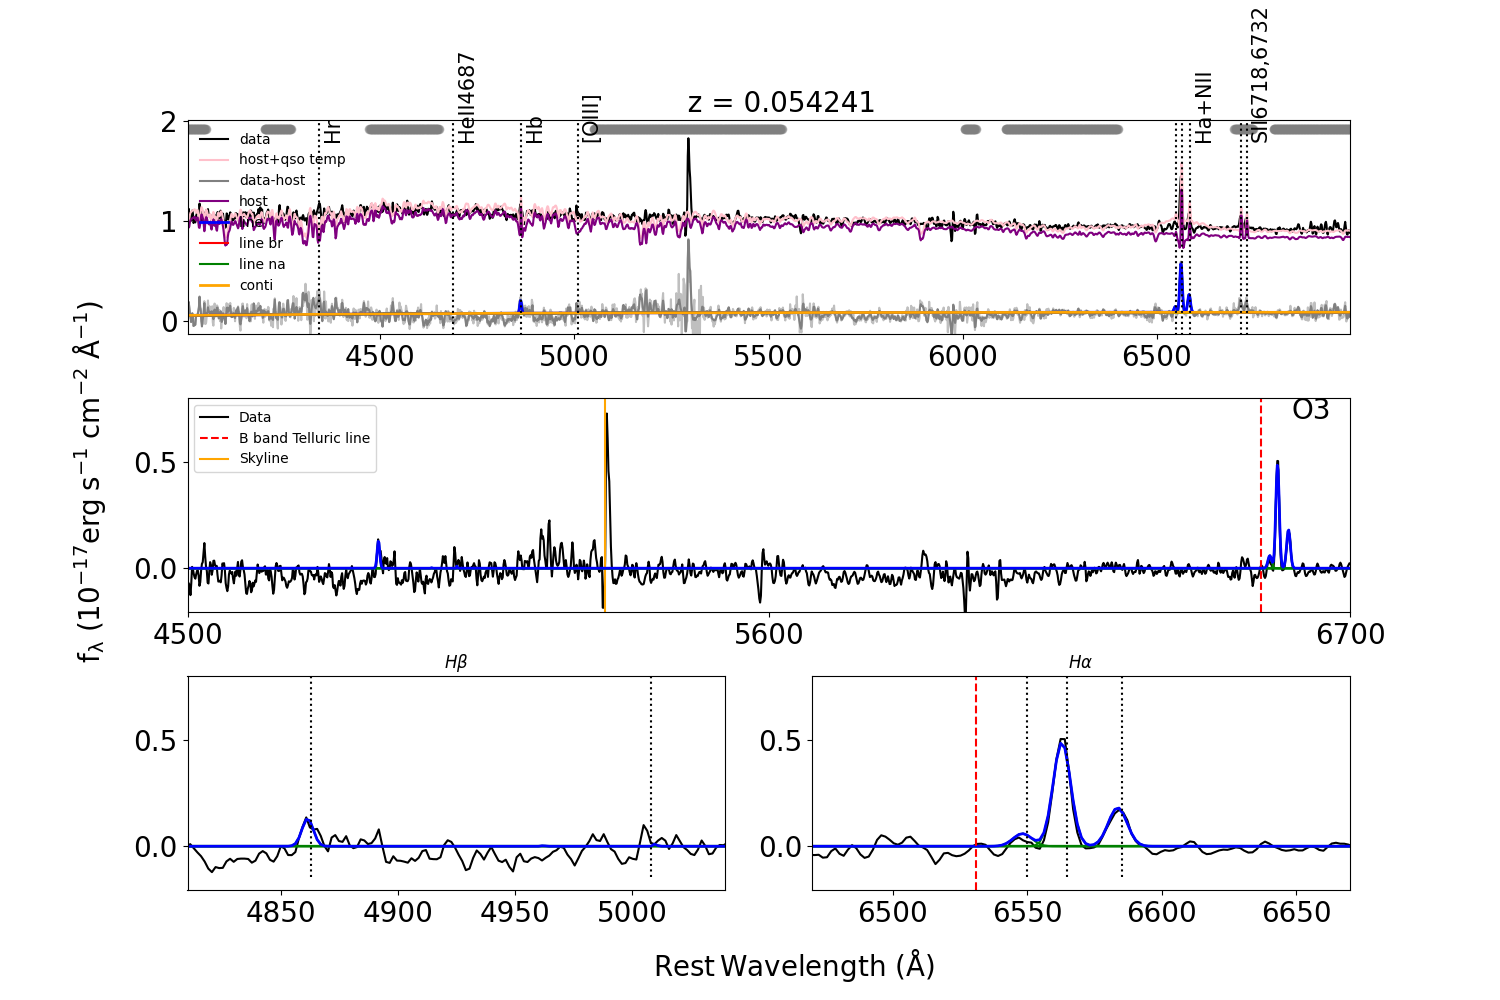 z = 0.054241
Hr
HeII4687
Hb
[OIII]
Ha+NII
SII6718,6732
data
host+qso temp
data-host
host
line br
line na
conti
2
1
0
4500 5000 5500 6000 6500
f_λ (10⁻¹⁷erg s⁻¹ cm⁻² Å⁻¹)
Data
B band Telluric line
Skyline
O3
0.5
0.0
4500 5600 6700
Hβ
0.5
0.0
4850 4900 4950 5000
Hα
0.5
0.0
6500 6550 6600 6650
Rest Wavelength (Å)